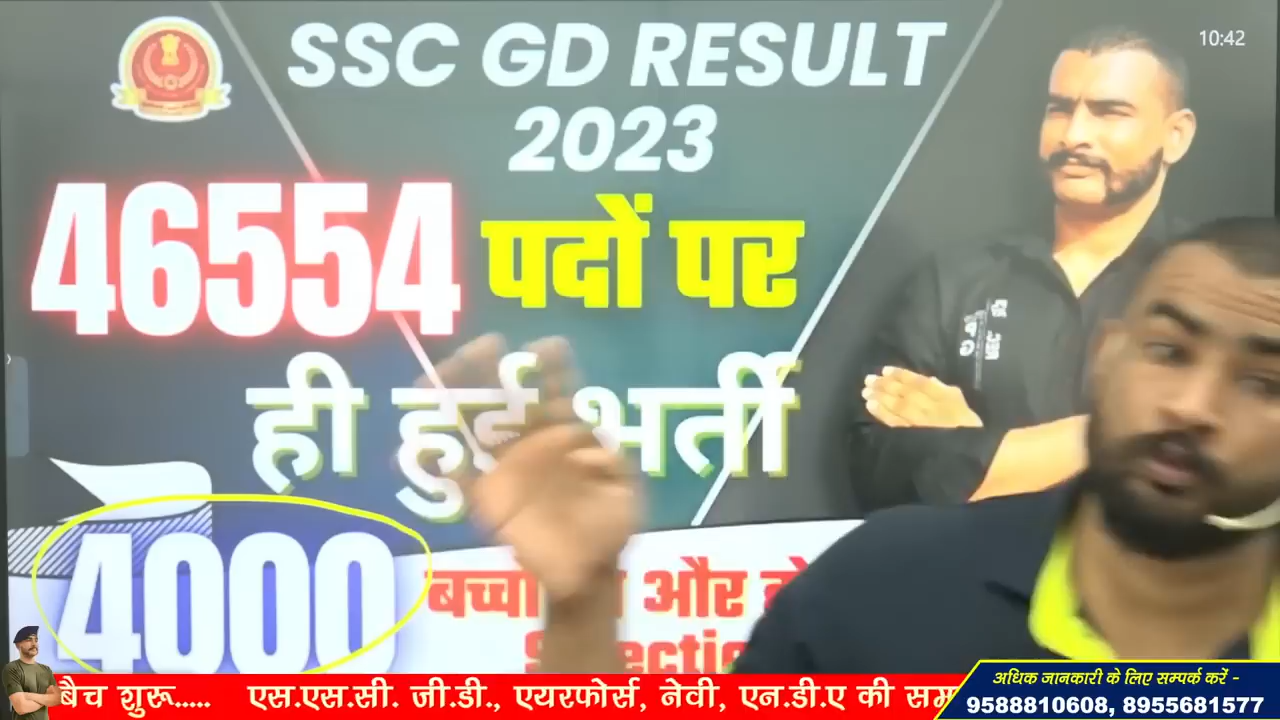 SSC GD RESULT
10:42
2023
46554 पदों पर
ही हुई भर्ती
4000 और
बैच शुरू..... एस.एस.सी. जी.डी., एयरफोर्स, नेवी, एन.डी.ए की
अधिक जानकारी के लिए सम्पर्क करें -
9588810608, 8955681577